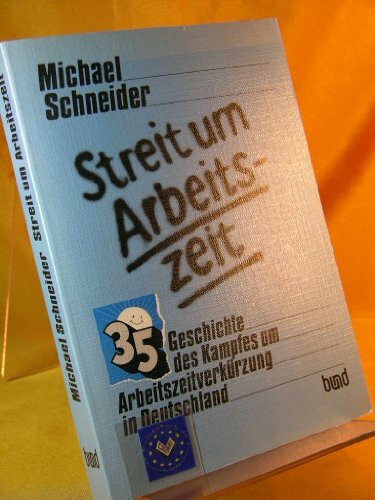 Michael
Schneider
Streit um
Arbeits-
zeit
35
Geschichte
des Kampfes um
Arbeitszeitverkürzung
in Deutschland
bund
Michael Schneider Streit um Arbeitszeit
bund